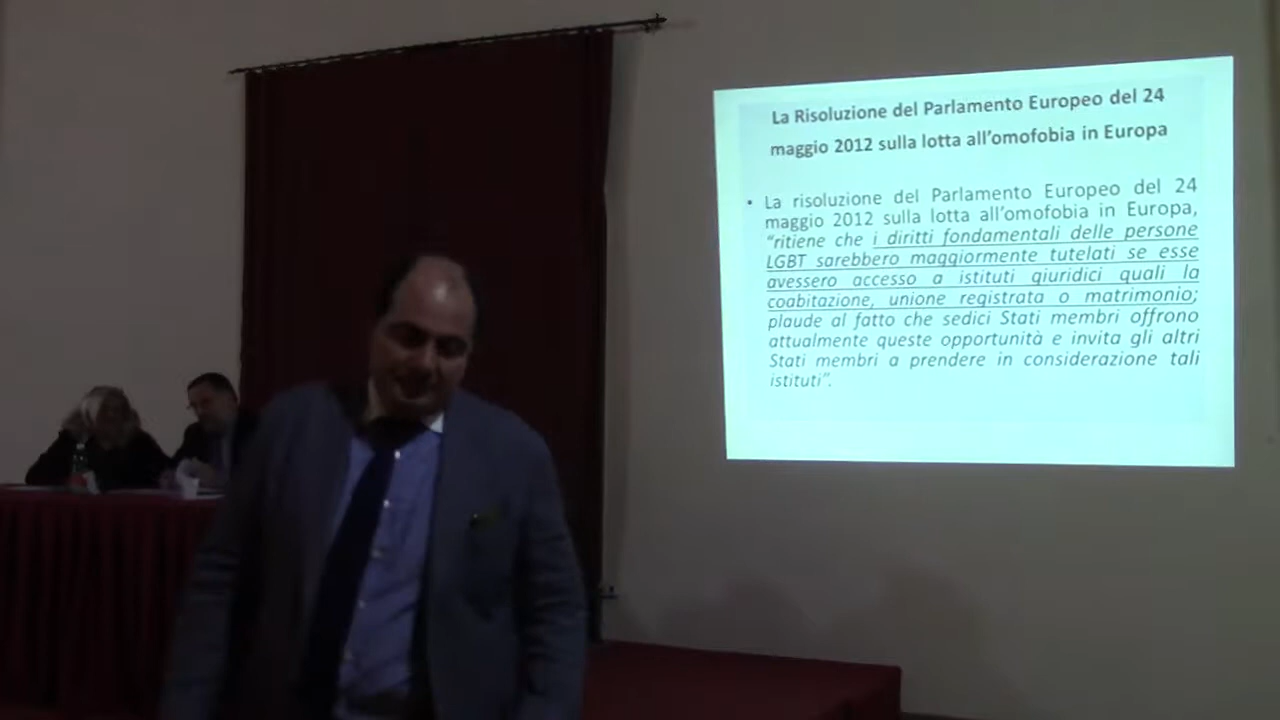 La Risoluzione del Parlamento Europeo del 24
maggio 2012 sulla lotta all’omofobia in Europa
• La risoluzione del Parlamento Europeo del 24
maggio 2012 sulla lotta all’omofobia in Europa,
“ritiene che i diritti fondamentali delle persone
LGBT sarebbero maggiormente tutelati se esse
avessero accesso a istituti giuridici quali la
coabitazione, unione registrata o matrimonio;
plaude al fatto che sedici Stati membri offrono
attualmente queste opportunità e invita gli altri
Stati membri a prendere in considerazione tali
istituti”.